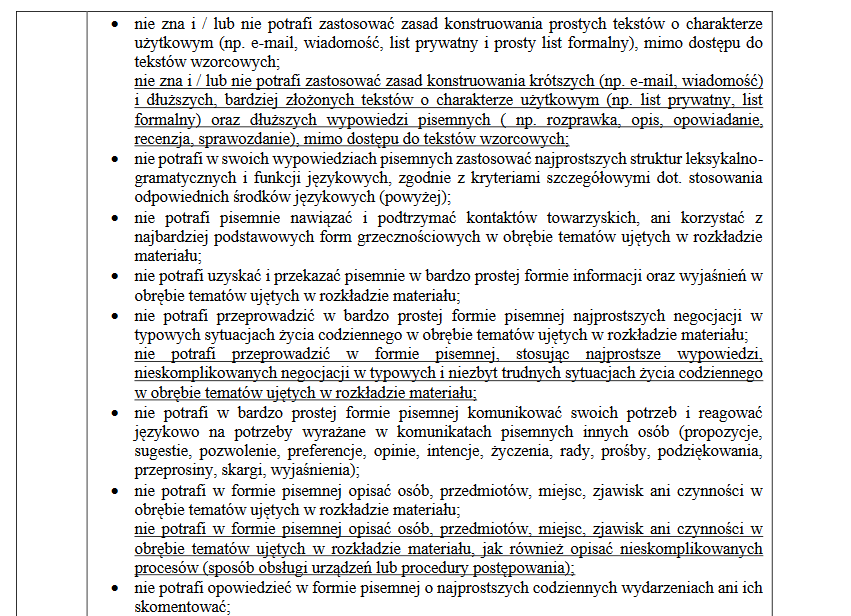 • nie zna i / lub nie potrafi zastosować zasad konstruowania prostych tekstów o charakterze
użytkowym (np. e-mail, wiadomość, list prywatny i prosty list formalny), mimo dostępu do
tekstów wzorcowych;
nie zna i / lub nie potrafi zastosować zasad konstruowania krótszych (np. e-mail, wiadomość)
i dłuższych, bardziej złożonych tekstów o charakterze użytkowym (np. list prywatny, list
formalny) oraz dłuższych wypowiedzi pisemnych ( np. rozprawka, opis, opowiadanie,
recenzja, sprawozdanie), mimo dostępu do tekstów wzorcowych;
• nie potrafi w swoich wypowiedziach pisemnych zastosować najprostszych struktur leksykalno-
gramatycznych i funkcji językowych, zgodnie z kryteriami szczegółowymi dot. stosowania
odpowiednich środków językowych (powyżej);
• nie potrafi pisemnie nawiązać i podtrzymać kontaktów towarzyskich, ani korzystać z
najbardziej podstawowych form grzecznościowych w obrębie tematów ujętych w rozkładzie
materiału;
• nie potrafi uzyskać i przekazać pisemnie w bardzo prostej formie informacji oraz wyjaśnień w
obrębie tematów ujętych w rozkładzie materiału;
• nie potrafi przeprowadzić w bardzo prostej formie pisemnej najprostszych negocjacji w
typowych sytuacjach życia codziennego w obrębie tematów ujętych w rozkładzie materiału;
nie potrafi przeprowadzić w formie pisemnej, stosując najprostsze wypowiedzi,
nieskomplikowanych negocjacji w typowych i niezbyt trudnych sytuacjach życia codziennego
w obrębie tematów ujętych w rozkładzie materiału;
• nie potrafi w bardzo prostej formie pisemnej komunikować swoich potrzeb i reagować
językowo na potrzeby wyrażane w komunikatach pisemnych innych osób (propozycje,
sugestie, pozwolenie, preferencje, opinie, intencje, życzenia, rady, prośby, podziękowania,
przeprosiny, skargi, wyjaśnienia);
• nie potrafi w formie pisemnej opisać osób, przedmiotów, miejsc, zjawisk ani czynności w
obrębie tematów ujętych w rozkładzie materiału;
nie potrafi w formie pisemnej opisać osób, przedmiotów, miejsc, zjawisk ani czynności w
obrębie tematów ujętych w rozkładzie materiału, jak również opisać nieskomplikowanych
procesów (sposób obsługi urządzeń lub procedury postępowania);
• nie potrafi opowiedzieć w formie pisemnej o najprostszych codziennych wydarzeniach ani ich
skomentować;